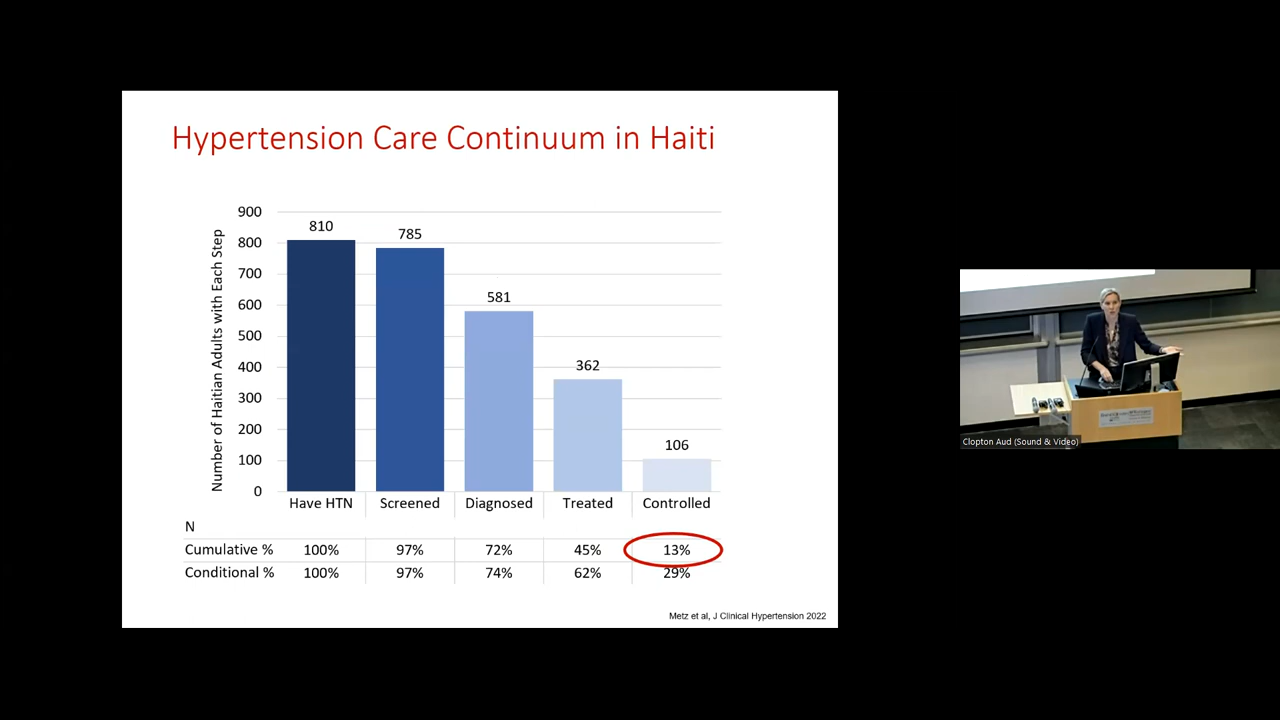 Hypertension Care Continuum in Haiti
Number of Haitian Adults with Each Step
900
800
700
600
500
400
300
200
100
0
810
785
581
362
106
Have HTN Screened Diagnosed Treated Controlled
N
Cumulative % 100% 97% 72% 45% 13%
Conditional % 100% 97% 74% 62% 29%
Metz et al, J Clinical Hypertension 2022
Clopton Aud (Sound & Video)